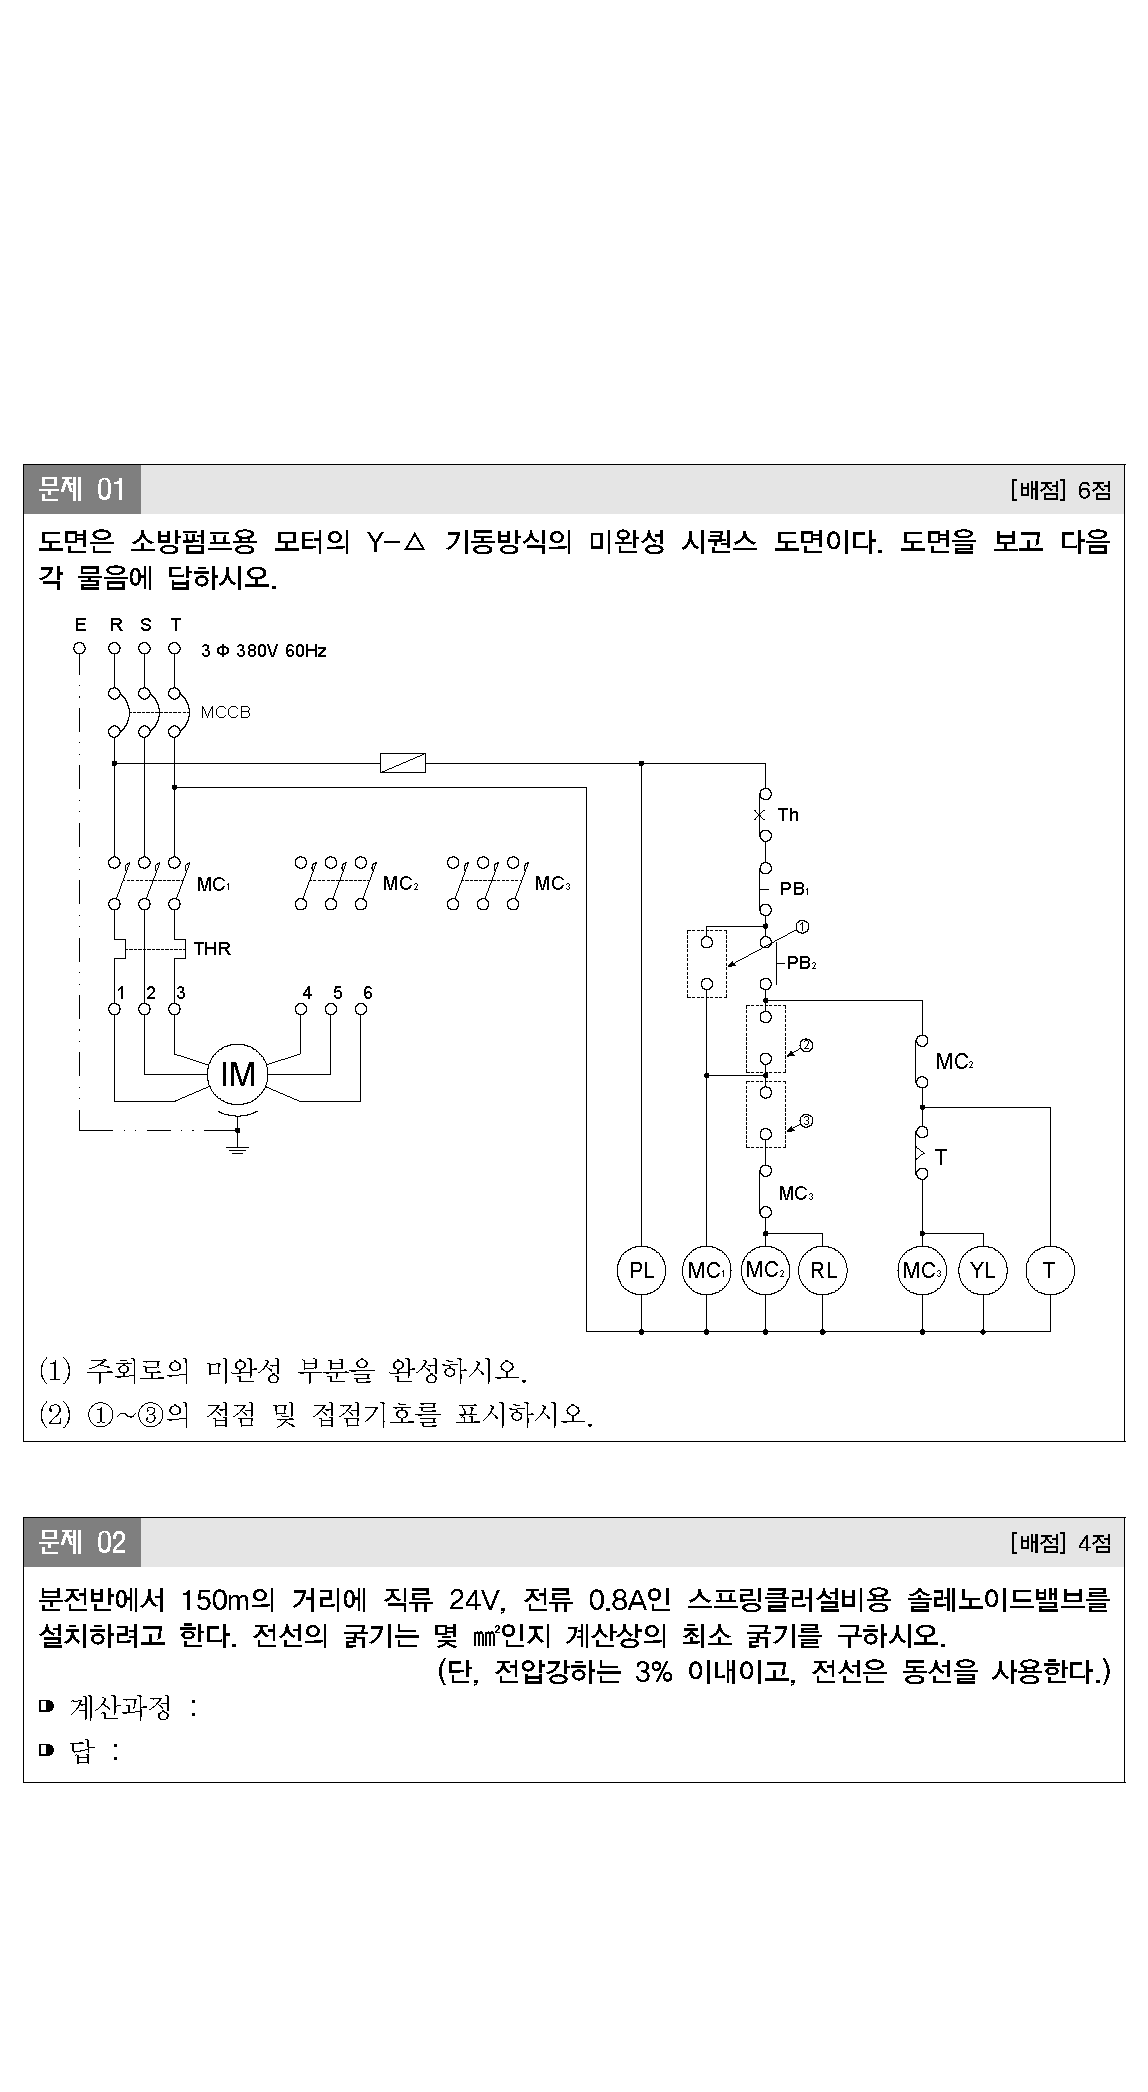 문제 01
[배점] 6점
도면은 소방펌프용 모터의 Y-△ 기동방식의 미완성 시퀀스 도면이다. 도면을 보고 다음
각 물음에 답하시오.
E R S T
3 Φ 380V 60Hz
MCCB
Th
MC₁
MC₂
MC₃
PB₁
①
THR
PB₂
1 2 3 4 5 6
IM
②
MC₂
③
T
MC₃
PL MC₁ MC₂ RL MC₃ YL T
(1) 주회로의 미완성 부분을 완성하시오.
(2) ①~③의 접점 및 접점기호를 표시하시오.
문제 02
[배점] 4점
분전반에서 150m의 거리에 직류 24V, 전류 0.8A인 스프링클러설비용 솔레노이드밸브를
설치하려고 한다. 전선의 굵기는 몇 ㎟인지 계산상의 최소 굵기를 구하시오.
(단, 전압강하는 3% 이내이고, 전선은 동선을 사용한다.)
계산과정 :
답 :